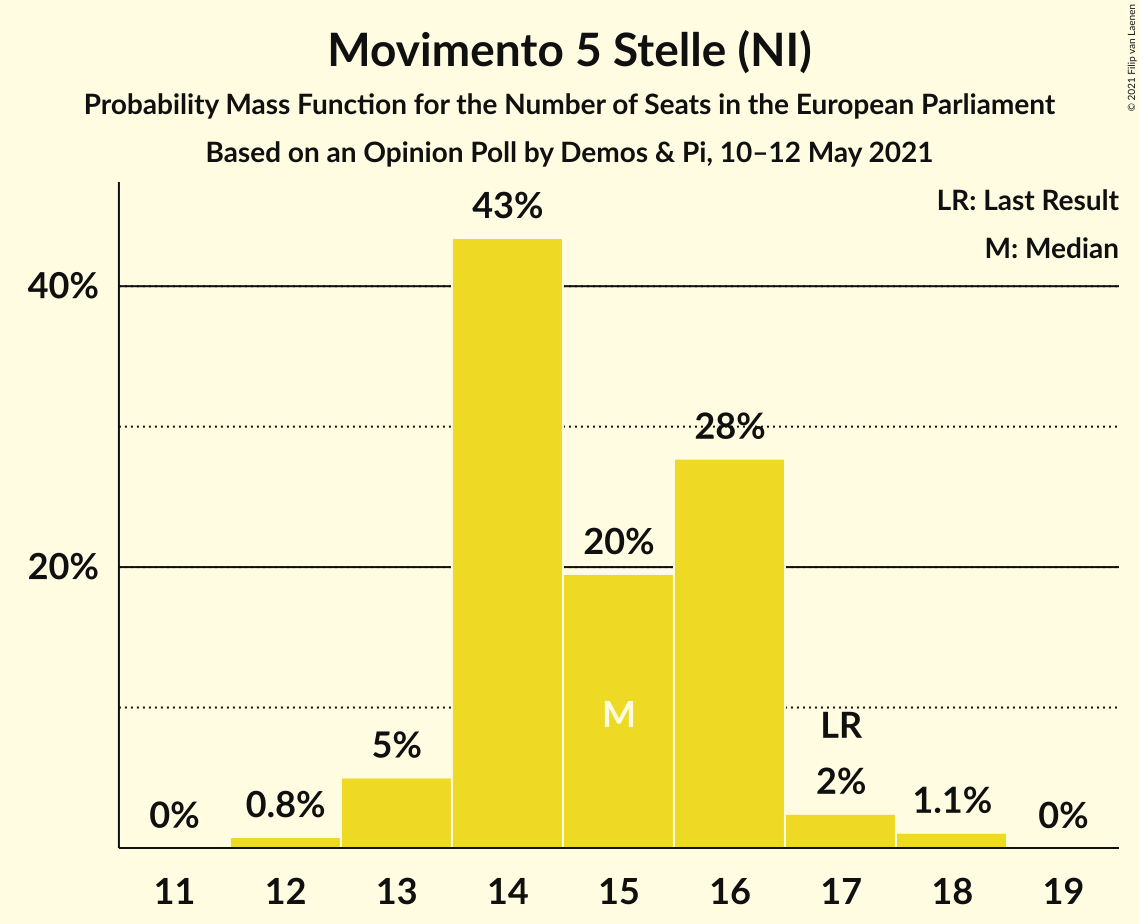 Movimento 5 Stelle (NI)
Probability Mass Function for the Number of Seats in the European Parliament
Based on an Opinion Poll by Demos & Pi, 10–12 May 2021
© 2021 Filip van Laenen
LR: Last Result
M: Median
40%
20%
0%
0.8%
5%
43%
20%
M
28%
LR
2%
1.1%
0%
11 12 13 14 15 16 17 18 19